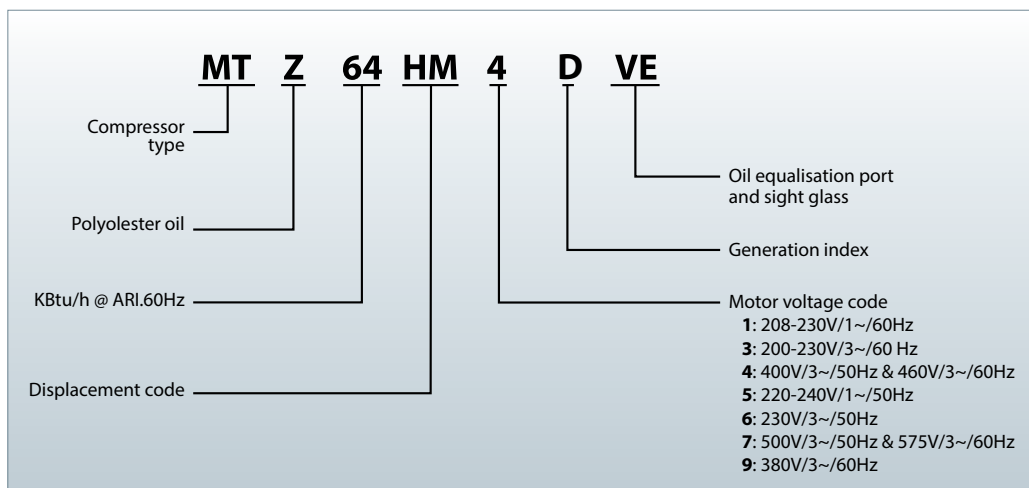 MT Z 64 HM 4 D VE
Compressor
type
Polyolester oil
KBtu/h @ ARI.60Hz
Displacement code
Oil equalisation port
and sight glass
Generation index
Motor voltage code
1: 208-230V/1~/60Hz
3: 200-230V/3~/60 Hz
4: 400V/3~/50Hz & 460V/3~/60Hz
5: 220-240V/1~/50Hz
6: 230V/3~/50Hz
7: 500V/3~/50Hz & 575V/3~/60Hz
9: 380V/3~/60Hz